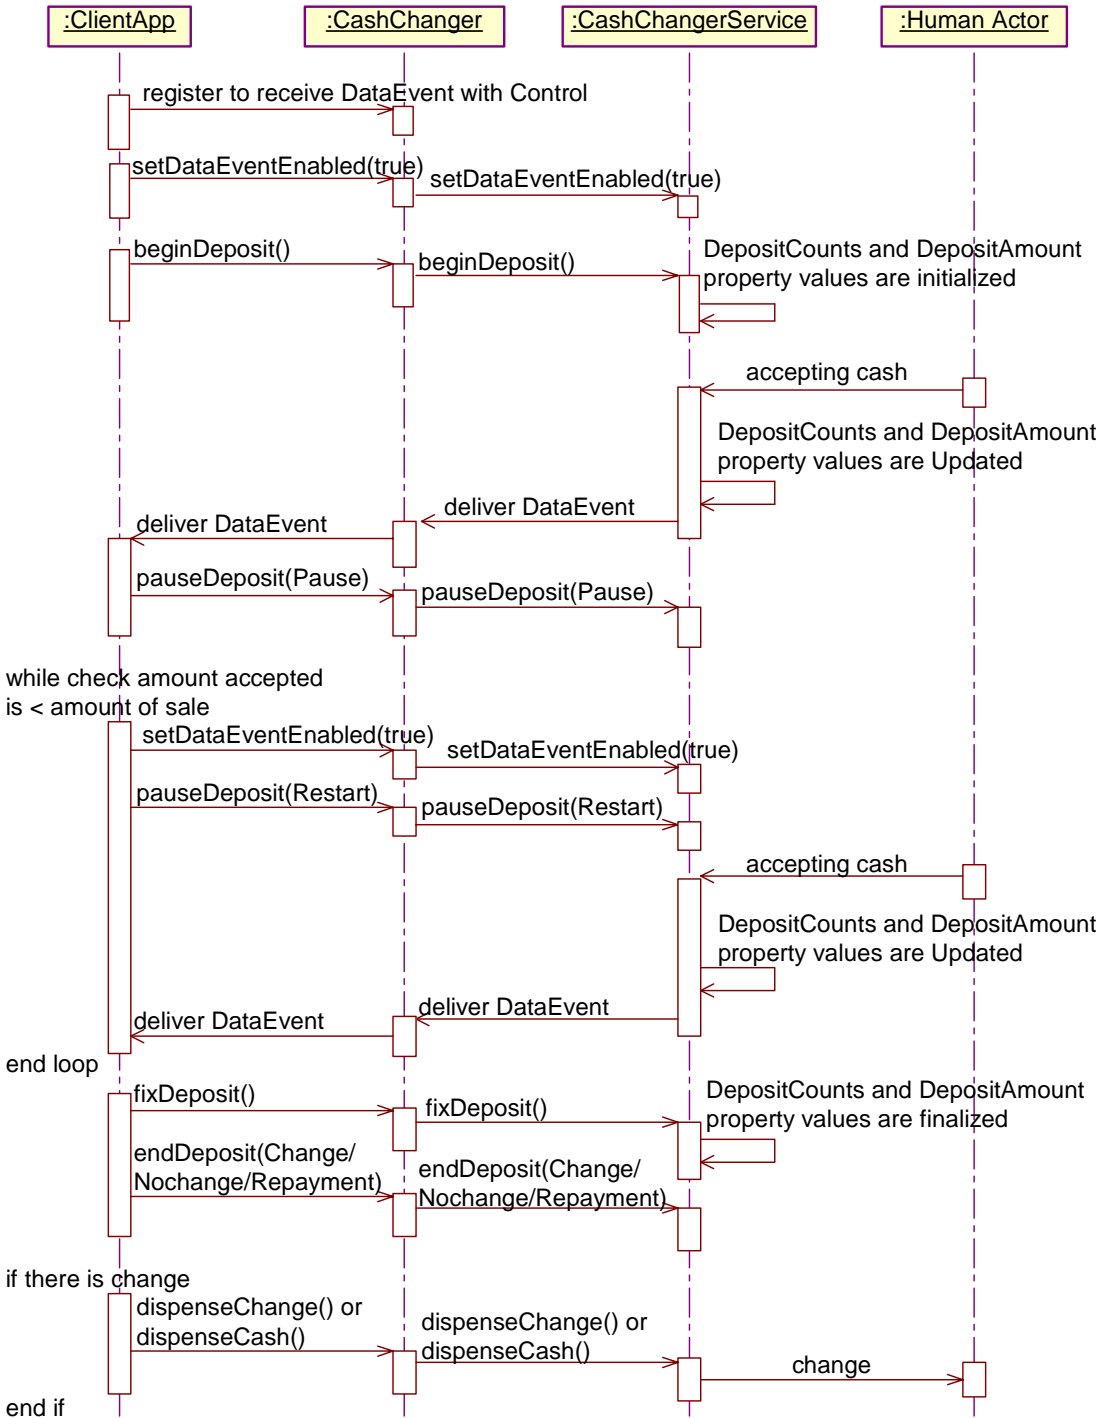 :ClientApp
:CashChanger
:CashChangerService
:Human Actor
register to receive DataEvent with Control
setDataEventEnabled(true)
setDataEventEnabled(true)
beginDeposit()
beginDeposit()
DepositCounts and DepositAmount
property values are initialized
accepting cash
DepositCounts and DepositAmount
property values are Updated
deliver DataEvent
deliver DataEvent
pauseDeposit(Pause)
pauseDeposit(Pause)
while check amount accepted
is < amount of sale
setDataEventEnabled(true)
setDataEventEnabled(true)
pauseDeposit(Restart)
pauseDeposit(Restart)
accepting cash
DepositCounts and DepositAmount
property values are Updated
deliver DataEvent
deliver DataEvent
end loop
fixDeposit()
fixDeposit()
DepositCounts and DepositAmount
property values are finalized
endDeposit(Change/
Nochange/Repayment)
endDeposit(Change/
Nochange/Repayment)
if there is change
dispenseChange() or
dispenseCash()
dispenseChange() or
dispenseCash()
change
end if